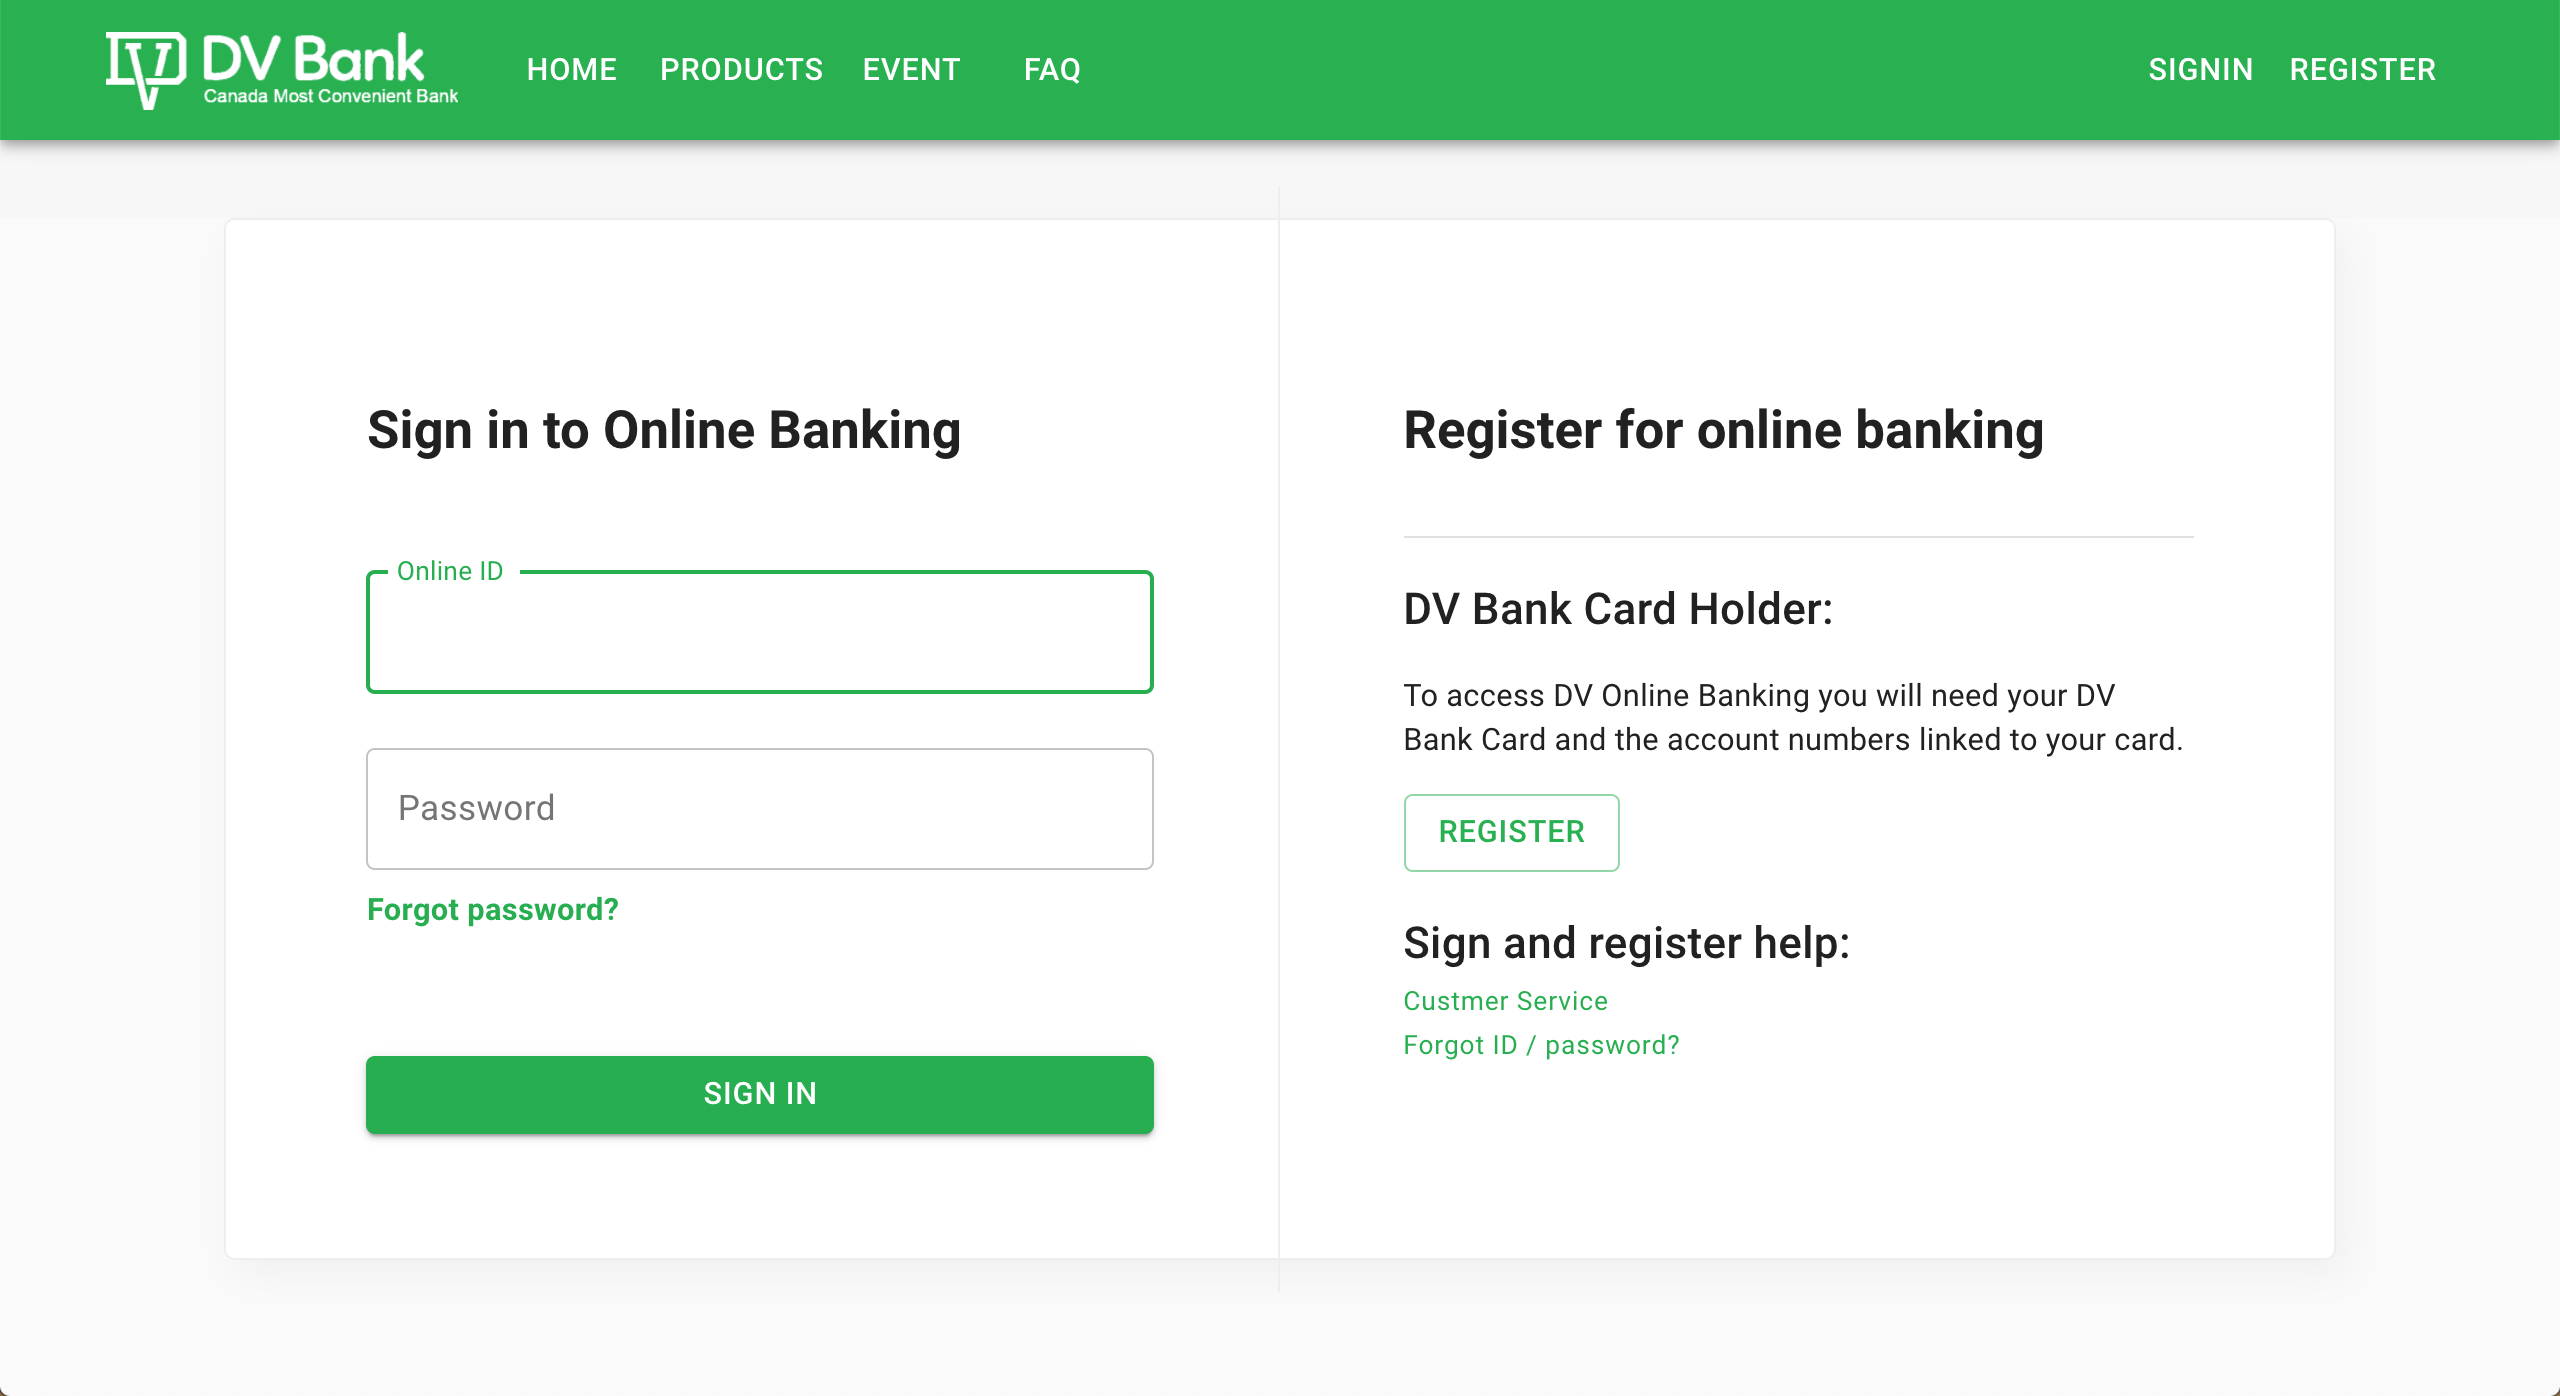 DV Bank
Canada Most Convenient Bank
HOME PRODUCTS EVENT FAQ SIGNIN REGISTER
Sign in to Online Banking
Online ID
Password
Forgot password?
SIGN IN
Register for online banking
DV Bank Card Holder:
To access DV Online Banking you will need your DV
Bank Card and the account numbers linked to your card.
REGISTER
Sign and register help:
Custmer Service
Forgot ID / password?